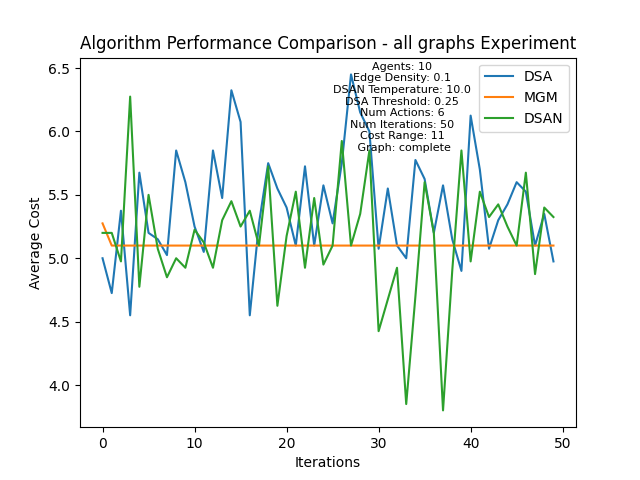 Algorithm Performance Comparison - all graphs Experiment
Agents: 10
Edge Density: 0.1
DSAN Temperature: 10.0
DSA Threshold: 0.25
Num Actions: 6
Num Iterations: 50
Cost Range: 11
Graph: complete
DSA
MGM
DSAN
6.5
6.0
5.5
5.0
4.5
4.0
Average Cost
0 10 20 30 40 50
Iterations